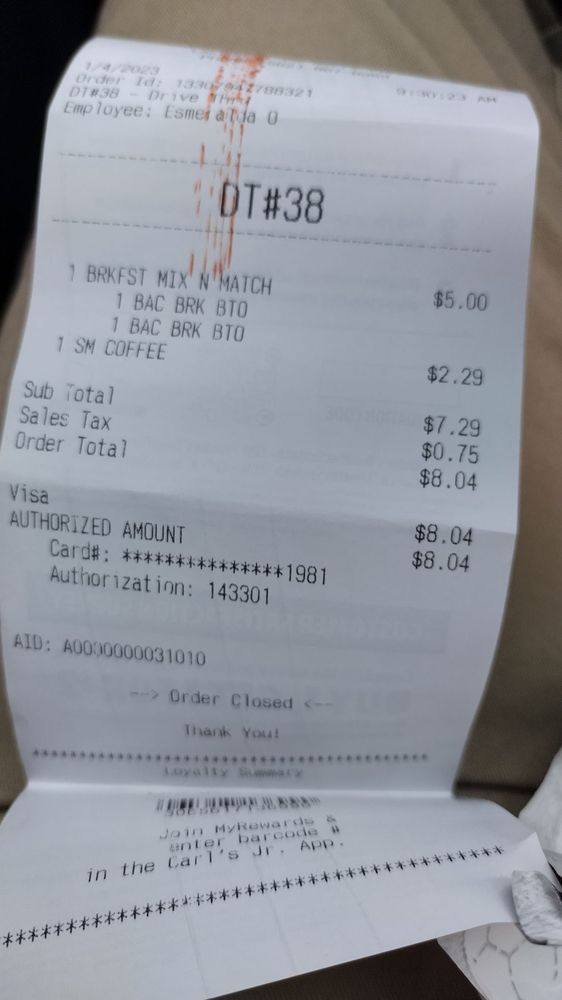 1/4/2023 9:30:23 AM
Order Id:
DT#38 - Drive
Employee: Esmeralda O
DT#38
1 BRKFST MIX N MATCH $5.00
1 BAC BRK BTO
1 BAC BRK BTO
1 SM COFFEE $2.29
Sub Total $7.29
Sales Tax $0.75
Order Total $8.04
Visa $8.04
AUTHORIZED AMOUNT $8.04
Card#: ***************1981
Authorization: 143301
AID: A0000000031010
--> Order Closed <--
Thank You!
Loyalty Summary
Join MyRewards &
enter barcode #
in the Carl's Jr. App.